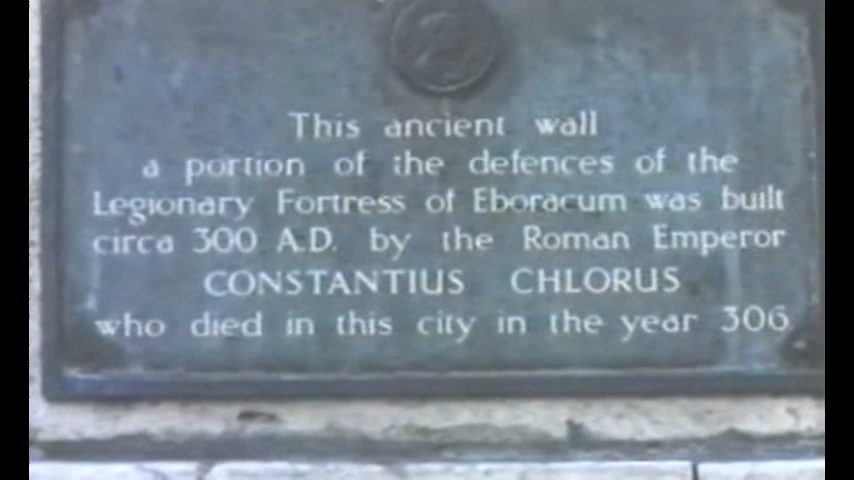 This ancient wall
a portion of the defences of the
Legionary Fortress of Eboracum was built
circa 300 A.D. by the Roman Emperor
CONSTANTIUS CHLORUS
who died in this city in the year 306